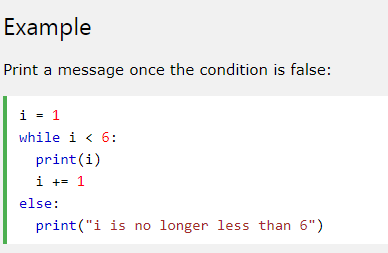 Example
Print a message once the condition is false:
i = 1
while i < 6:
  print(i)
  i += 1
else:
  print("i is no longer less than 6")